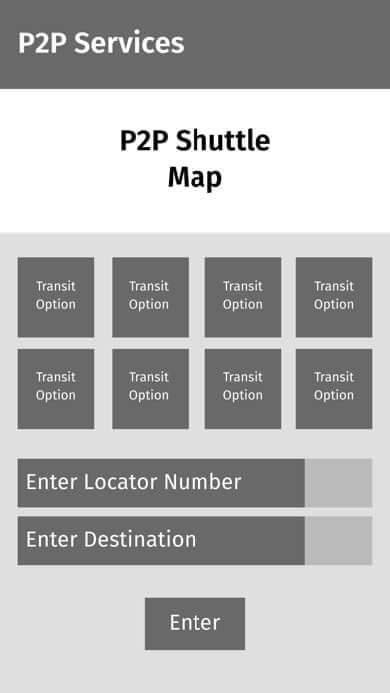 P2P Services
P2P Shuttle
Map
Transit
Option
Transit
Option
Transit
Option
Transit
Option
Transit
Option
Transit
Option
Transit
Option
Transit
Option
Enter Locator Number
Enter Destination
Enter